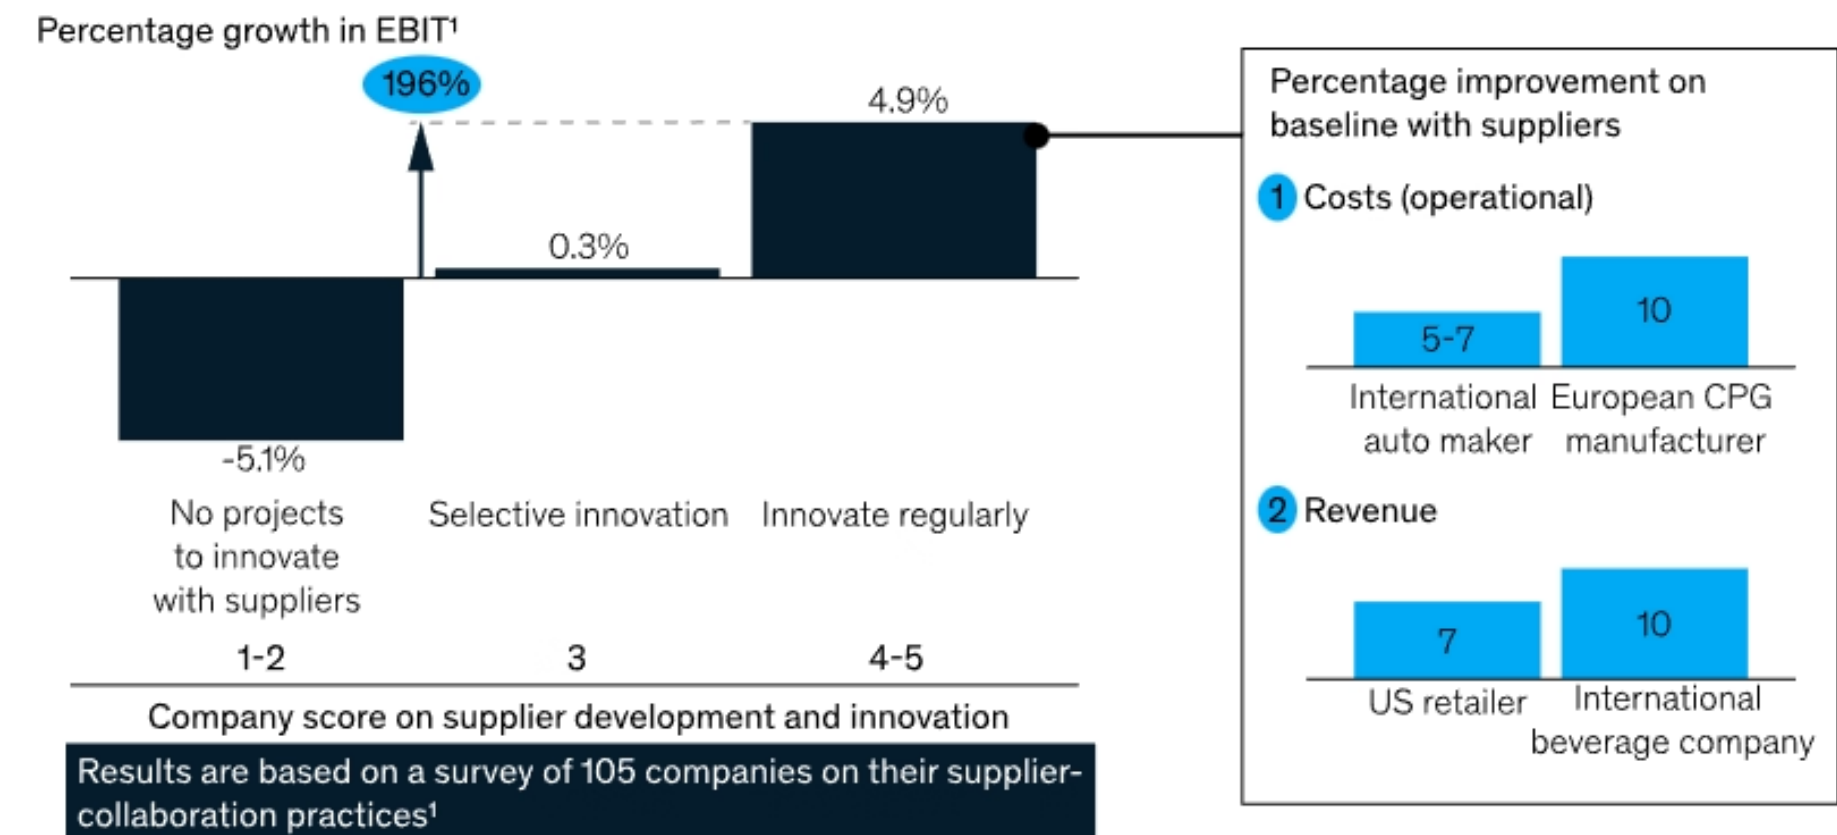 Percentage growth in EBIT¹
196%
4.9%
0.3%
-5.1%
No projects
to innovate
with suppliers
Selective innovation
Innovate regularly
1-2
3
4-5
Company score on supplier development and innovation
Results are based on a survey of 105 companies on their supplier-
collaboration practices¹
Percentage improvement on
baseline with suppliers
1 Costs (operational)
5-7
10
International
auto maker
European CPG
manufacturer
2 Revenue
7
10
US retailer
International
beverage company